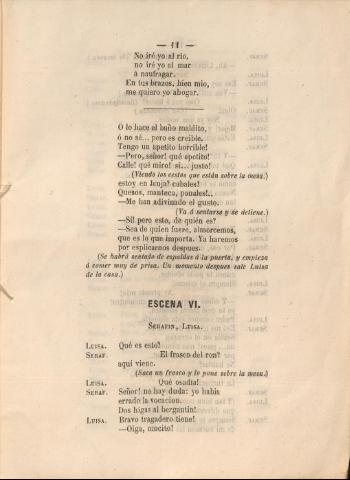 — 11 —
No iré yo al rio,
no iré yo al mar
á naufragar.
En tus brazos, bien mio,
me quiero yo ahogar.
O lo hace el baño maldito,
ó no sé... pero es creible.
Tengo un apetito horrible!
—Pero, señor! qué apetito!
Calle! qué miro! si... justo!
(Viendo los cestos que están sobre la mesa.)
estoy en Jauja? cabales!
Quesos, manteca, panales!..
—Me han adivinado el gusto.
(Va á sentarse y se detiene.)
—Sí! pero esto, de quién es?
—Sea de quien fuere, almorcemos,
que es lo que importa. Ya haremos
por esplicarnos despues.
(Se habrá sentado de espaldas á la puerta, y empieza
á comer muy de prisa. Un momento despues sale Luisa
de la casa.)
ESCENA VI.
SERAFIN, LUISA.
LUISA. Qué es esto?
SERAF. El frasco del ron?
aquí viene.
(Saca un frasco y lo pone sobre la mesa.)
LUISA. Qué osadía!
SERAF. Señor! no hay duda: yo habia
errado la vocacion.
Dos higas al bergantin!
LUISA. Bravo tragadero tiene!
—Oiga, mocito!